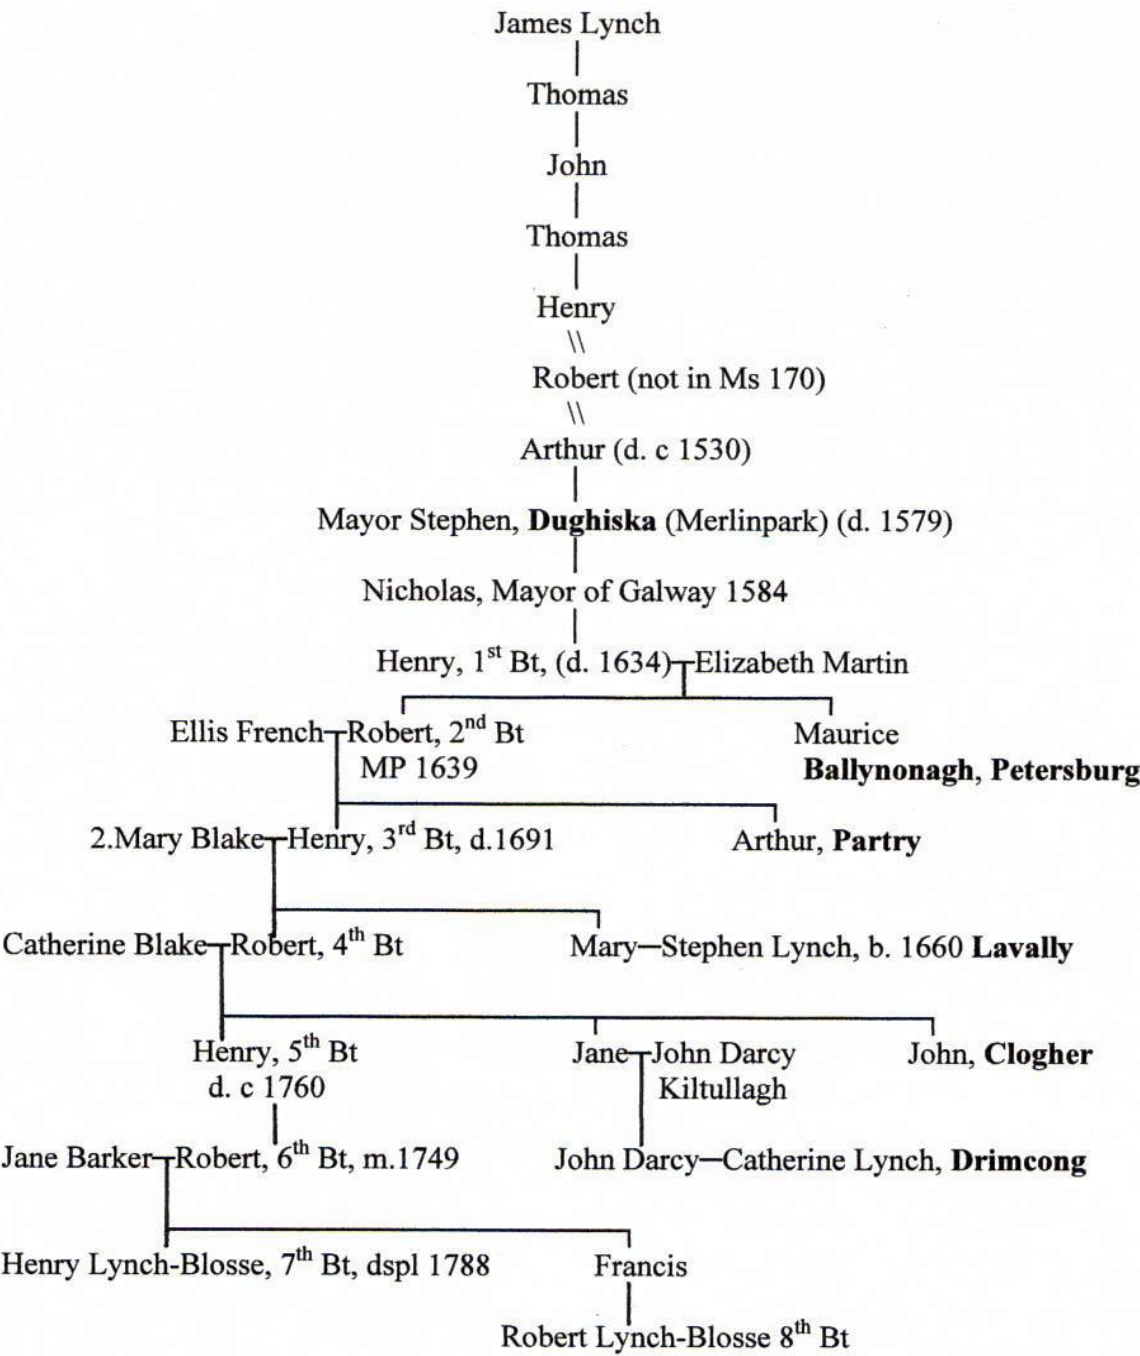 James Lynch
Thomas
John
Thomas
Henry
\\
Robert (not in Ms 170)
\\
Arthur (d. c 1530)
Mayor Stephen, Dughiska (Merlinpark) (d. 1579)
Nicholas, Mayor of Galway 1584
Henry, 1st Bt, (d. 1634) Elizabeth Martin
Ellis French Robert, 2nd Bt Maurice
MP 1639 Ballynonagh, Petersburg
2.Mary Blake Henry, 3rd Bt, d.1691 Arthur, Partry
Catherine Blake Robert, 4th Bt Mary—Stephen Lynch, b. 1660 Lavally
Henry, 5th Bt Jane John Darcy John, Clogher
d. c 1760 Kiltullagh
Jane Barker Robert, 6th Bt, m.1749 John Darcy—Catherine Lynch, Drimcong
Henry Lynch-Blosse, 7th Bt, dspl 1788 Francis
Robert Lynch-Blosse 8th Bt